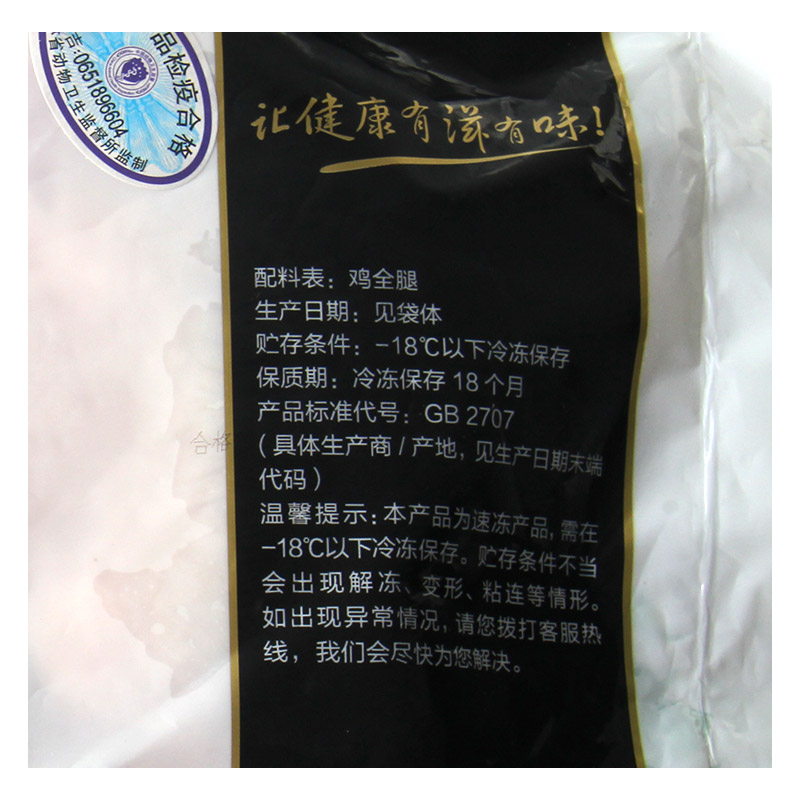 品检疫合格
吉:0651896604
省动物卫生监督所监制
让健康有滋有味!
配料表：鸡全腿
生产日期：见袋体
贮存条件：-18℃以下冷冻保存
保质期：冷冻保存 18 个月
产品标准代号：GB 2707
(具体生产商 / 产地，见生产日期末端
代码)
合格
温馨提示：本产品为速冻产品，需在
-18℃以下冷冻保存。贮存条件不当
会出现解冻、变形、粘连等情形。
如出现异常情况，请您拨打客服热
线，我们会尽快为您解决。